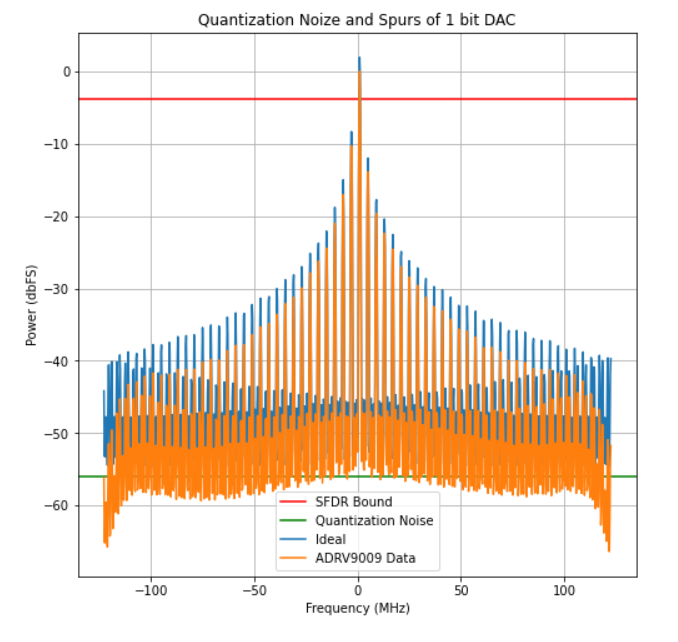 Quantization Noize and Spurs of 1 bit DAC
Power (dbFS)
0
−10
−20
−30
−40
−50
−60
SFDR Bound
Quantization Noise
Ideal
ADRV9009 Data
−100
−50
0
50
100
Frequency (MHz)